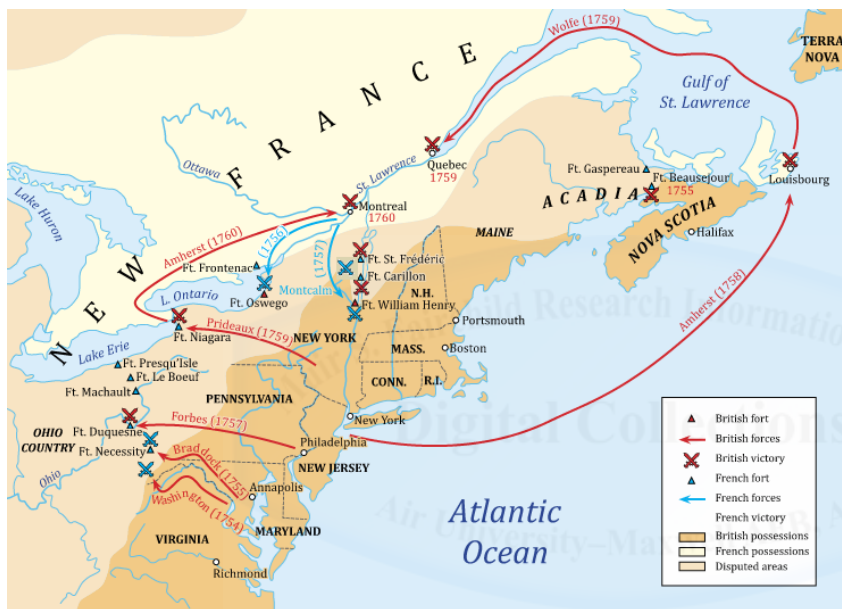 Wolfe (1759)
TERRA
NOVA
Gulf of
St. Lawrence
NEW FRANCE
Ottawa
St. Lawrence
Quebec
1759
Ft. Gaspereau
Ft. Beausejour
1755
Louisbourg
ACADIA
NOVA SCOTIA
Halifax
Lake Huron
Montreal
1760
Amherst (1760)
(1756)
(1757)
Montcalm
MAINE
Ft. St. Frédéric
Ft. Carillon
Ft. Frontenac
L. Ontario
Ft. Oswego
Ft. William Henry
N.H.
Amherst (1758)
Prideaux (1759)
Ft. Niagara
NEW YORK
Portsmouth
Lake Erie
MASS.
Boston
Ft. Presqu'Isle
Ft. Le Boeuf
Ft. Machault
CONN.
R.I.
PENNSYLVANIA
Forbes (1757)
New York
OHIO
COUNTRY
Ft. Duquesne
Ft. Necessity
Philadelphia
NEW JERSEY
Braddock (1755)
Ohio
Washington (1754)
Annapolis
MARYLAND
VIRGINIA
Richmond
Atlantic
Ocean
British fort
British forces
British victory
French fort
French forces
French victory
British possessions
French possessions
Disputed areas
Digital Collections